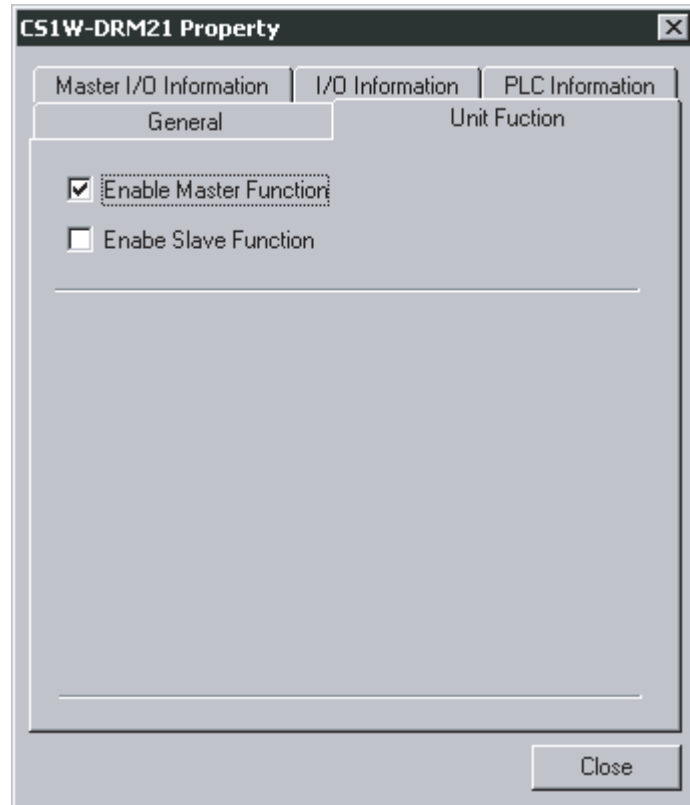 CS1W-DRM21 Property
Master I/O Information I/O Information PLC Information
General Unit Fuction
Enable Master Function
Enabe Slave Function
Close